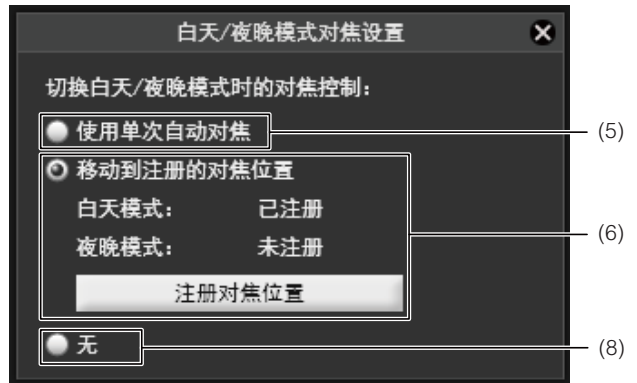 白天/夜晚模式对焦设置
切换白天/夜晚模式时的对焦控制：
使用单次自动对焦
(5)
移动到注册的对焦位置
白天模式： 已注册
(6)
夜晚模式： 未注册
注册对焦位置
无
(8)